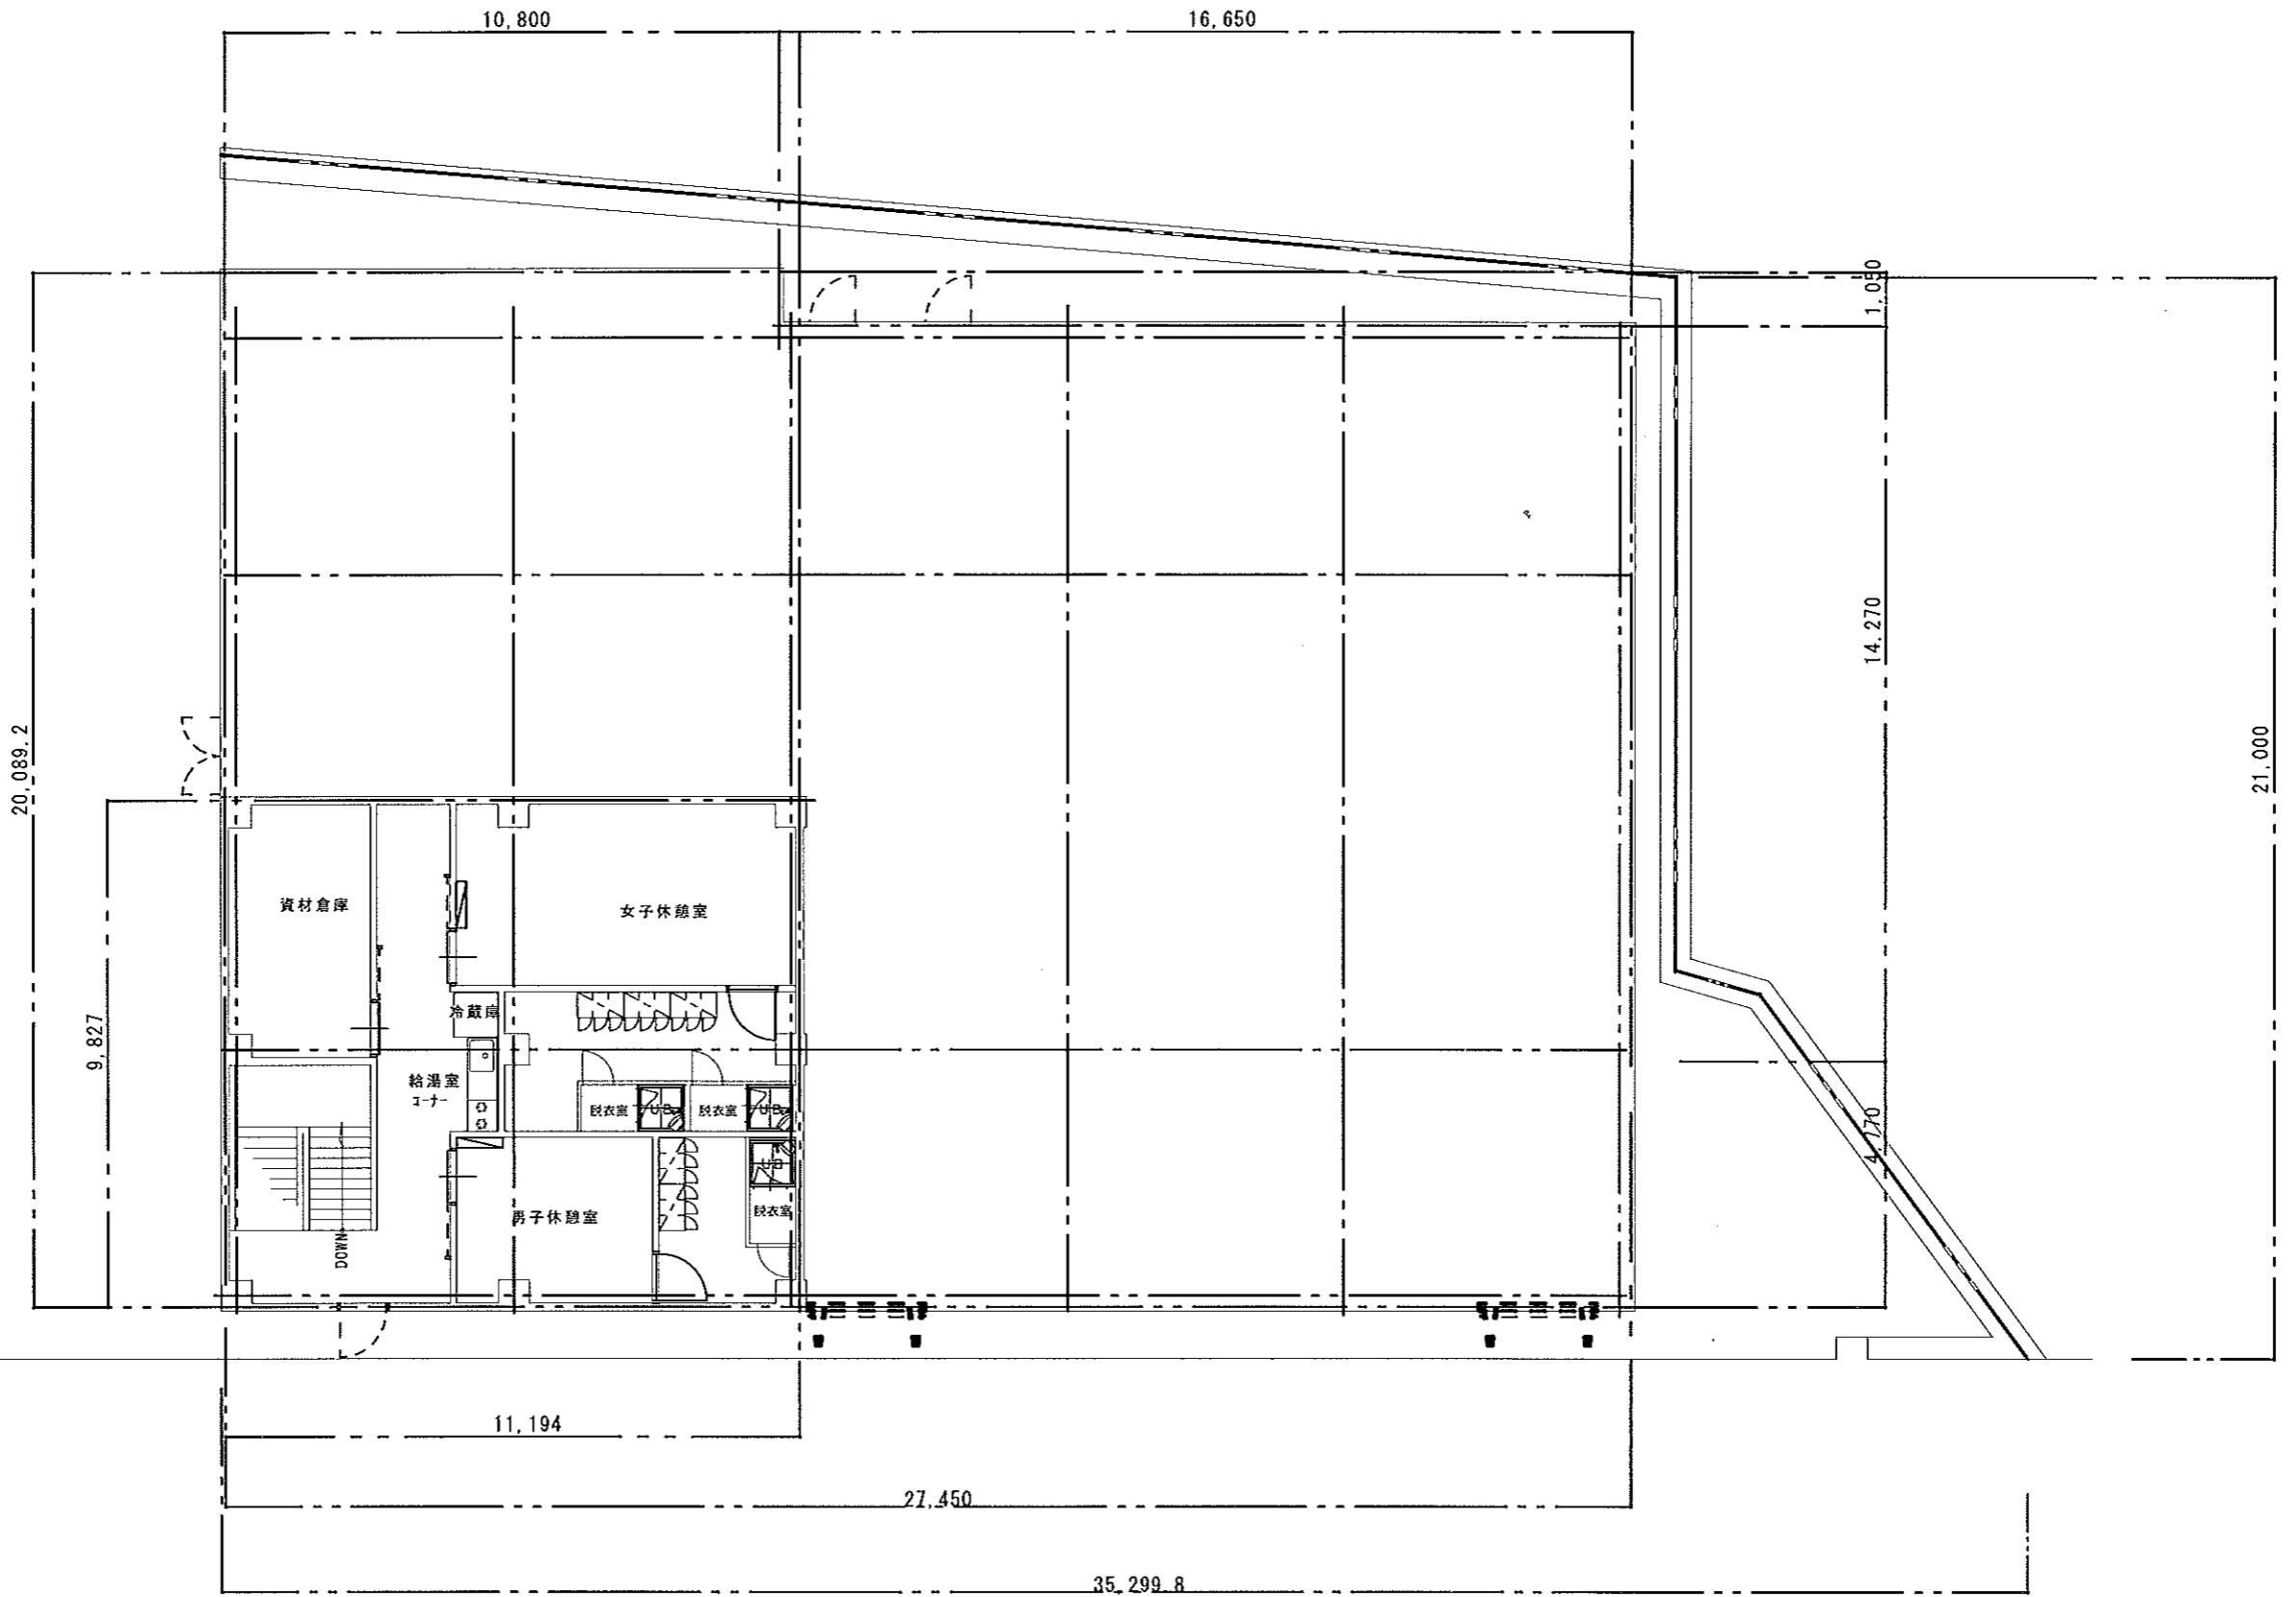 10,800
16,650
1,050
14.270
20,089.2
21,000
資材倉庫
女子休憩室
冷蔵庫
9,827
給湯室
コーナー
脱衣室
UB
脱衣室
UB
4,770
UB
脱衣室
男子休憩室
DOWN
11,194
27,450
35,299.8